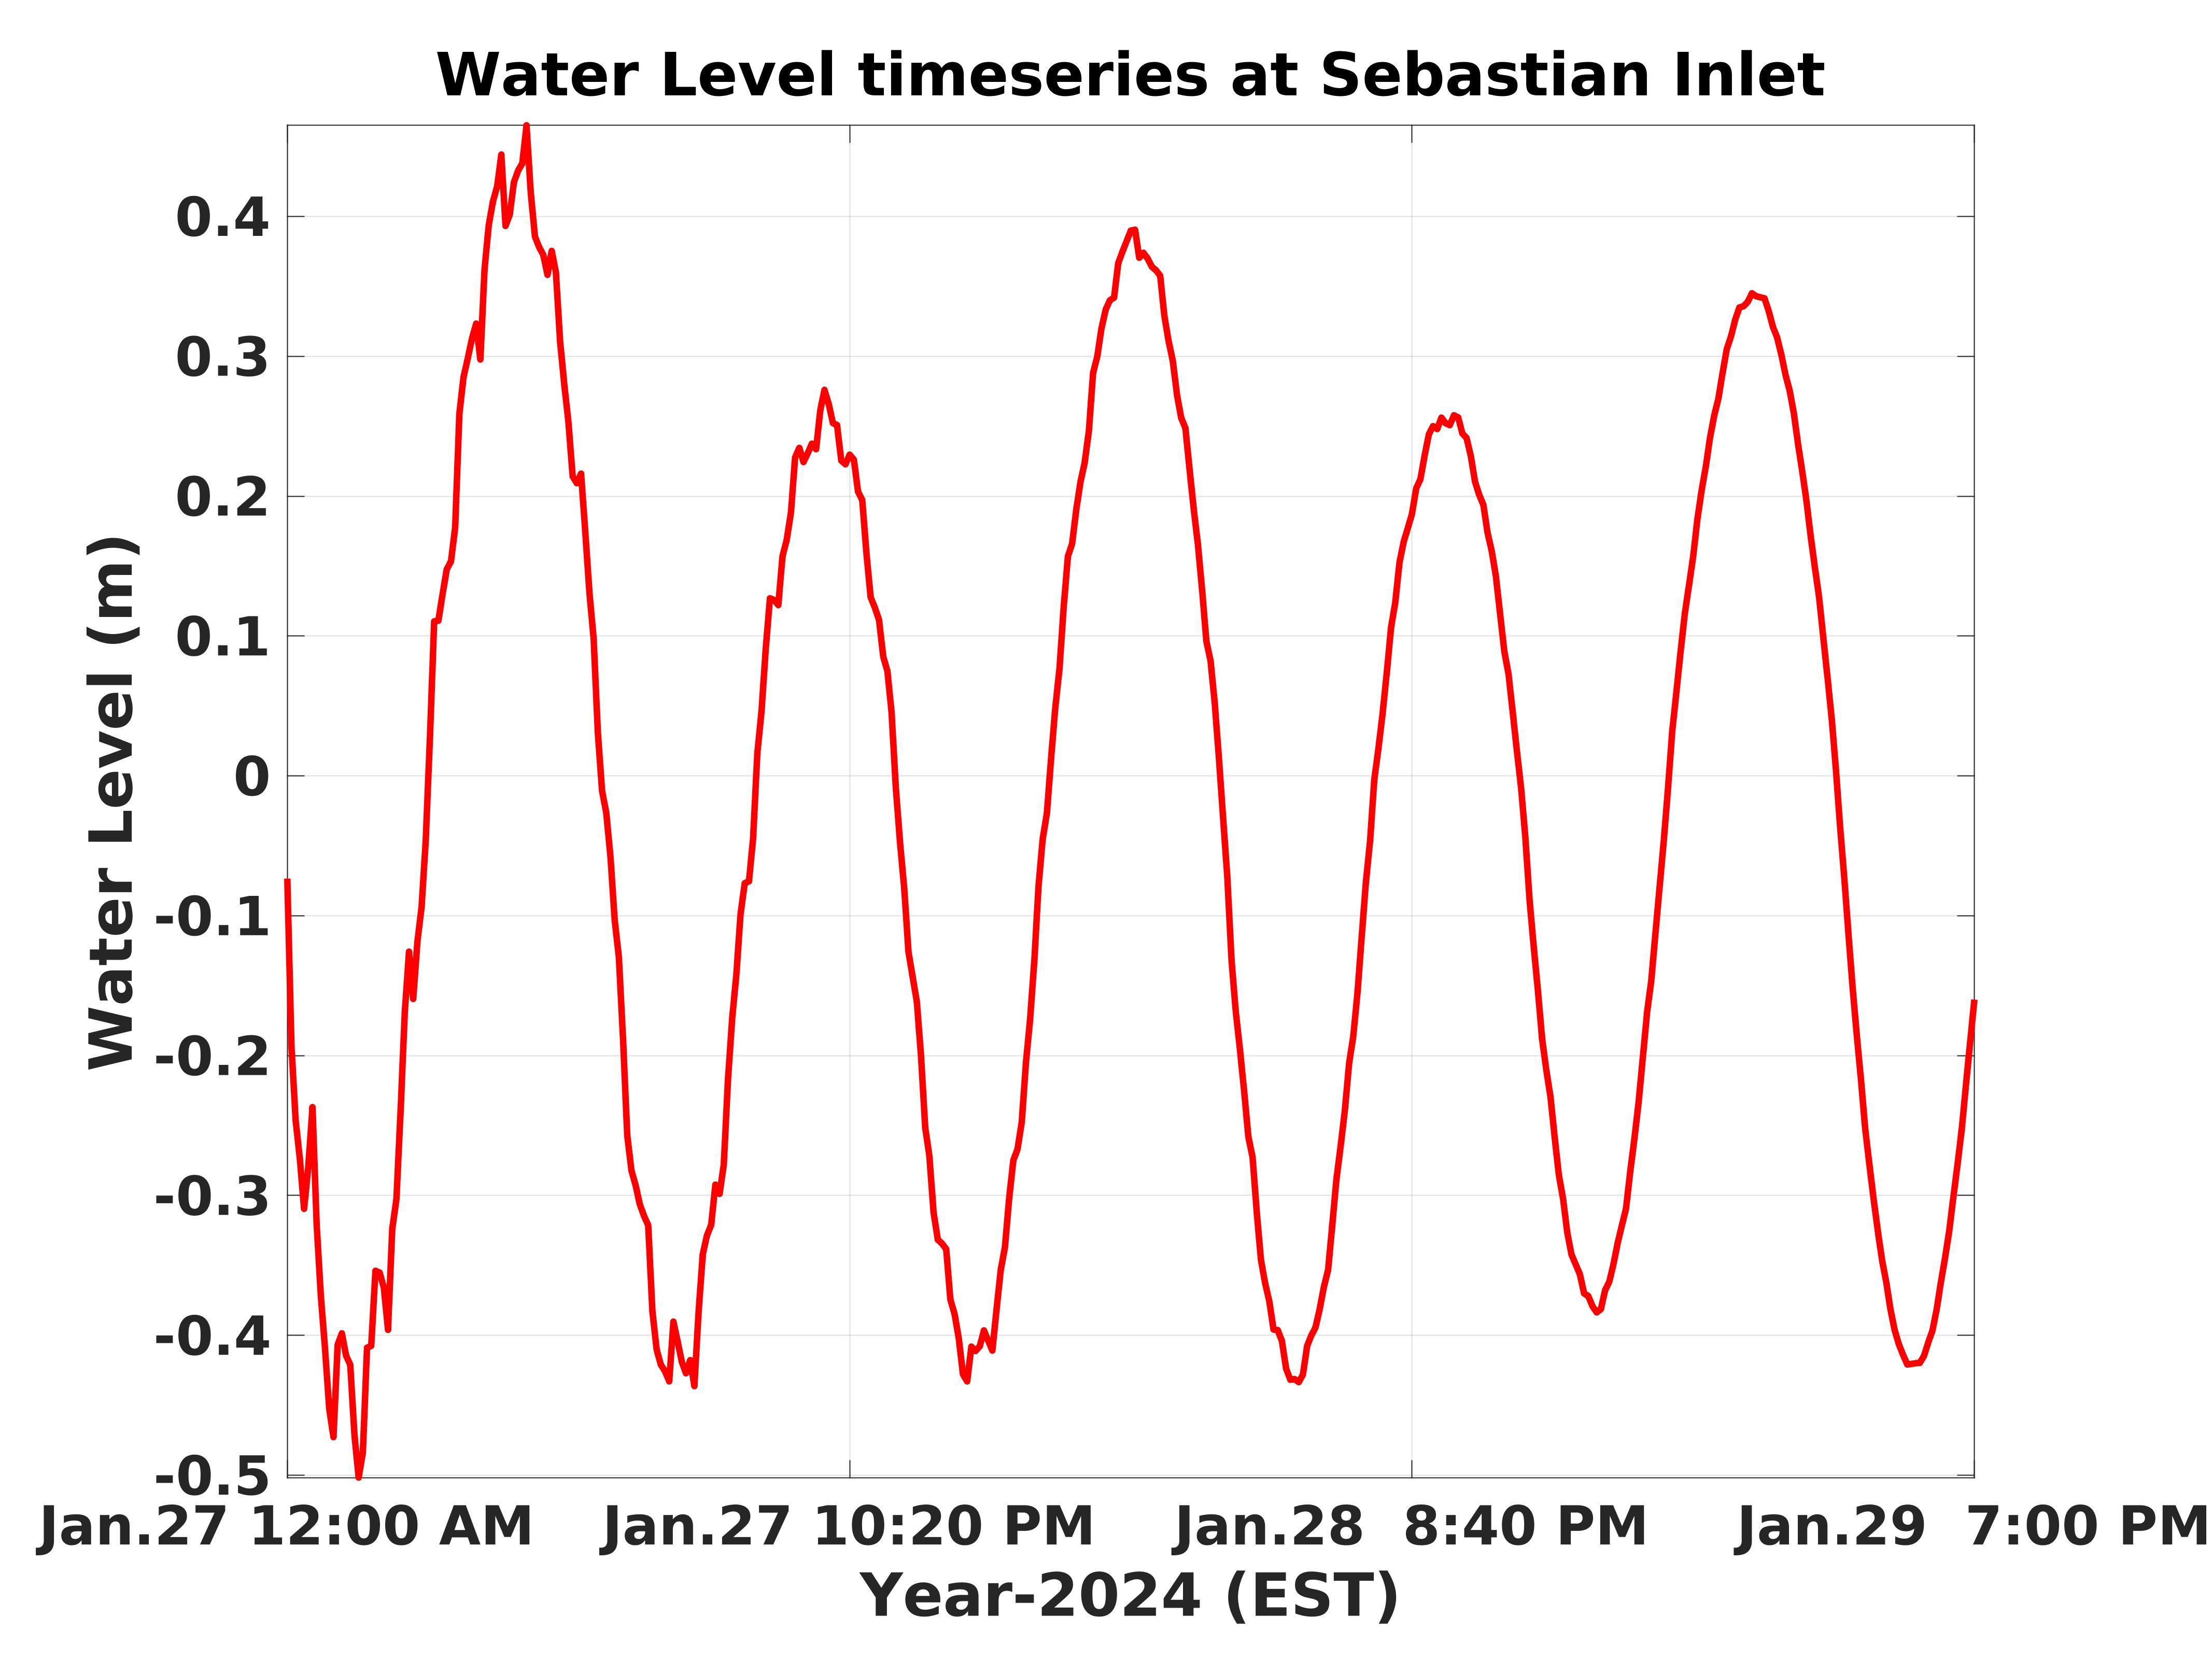 Water Level timeseries at Sebastian Inlet
Water Level (m)
0.4
0.3
0.2
0.1
0
-0.1
-0.2
-0.3
-0.4
-0.5
Jan.27 12:00 AM Jan.27 10:20 PM Jan.28 8:40 PM Jan.29 7:00 PM
Year-2024 (EST)